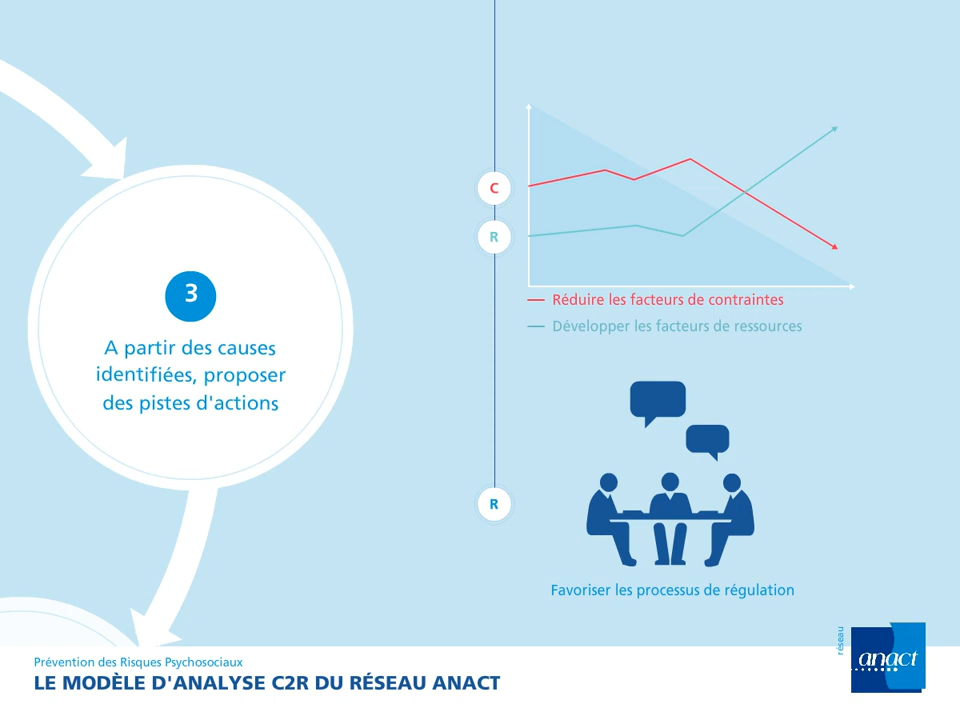 3
A partir des causes
identifiées, proposer
des pistes d'actions
C
R
Réduire les facteurs de contraintes
Développer les facteurs de ressources
R
Favoriser les processus de régulation
Prévention des Risques Psychosociaux
LE MODÈLE D'ANALYSE C2R DU RÉSEAU ANACT
réseau
anact